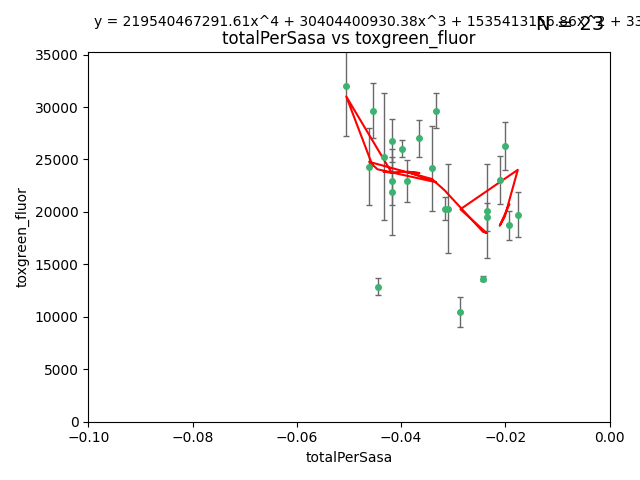 y = 219540467291.61x^4 + 30404400930.38x^3 + 1535413155.86x^2 + 33
N = 23
totalPerSasa vs toxgreen_fluor
35000
30000
25000
20000
15000
10000
5000
0
toxgreen_fluor
−0.10 −0.08 −0.06 −0.04 −0.02 0.00
totalPerSasa